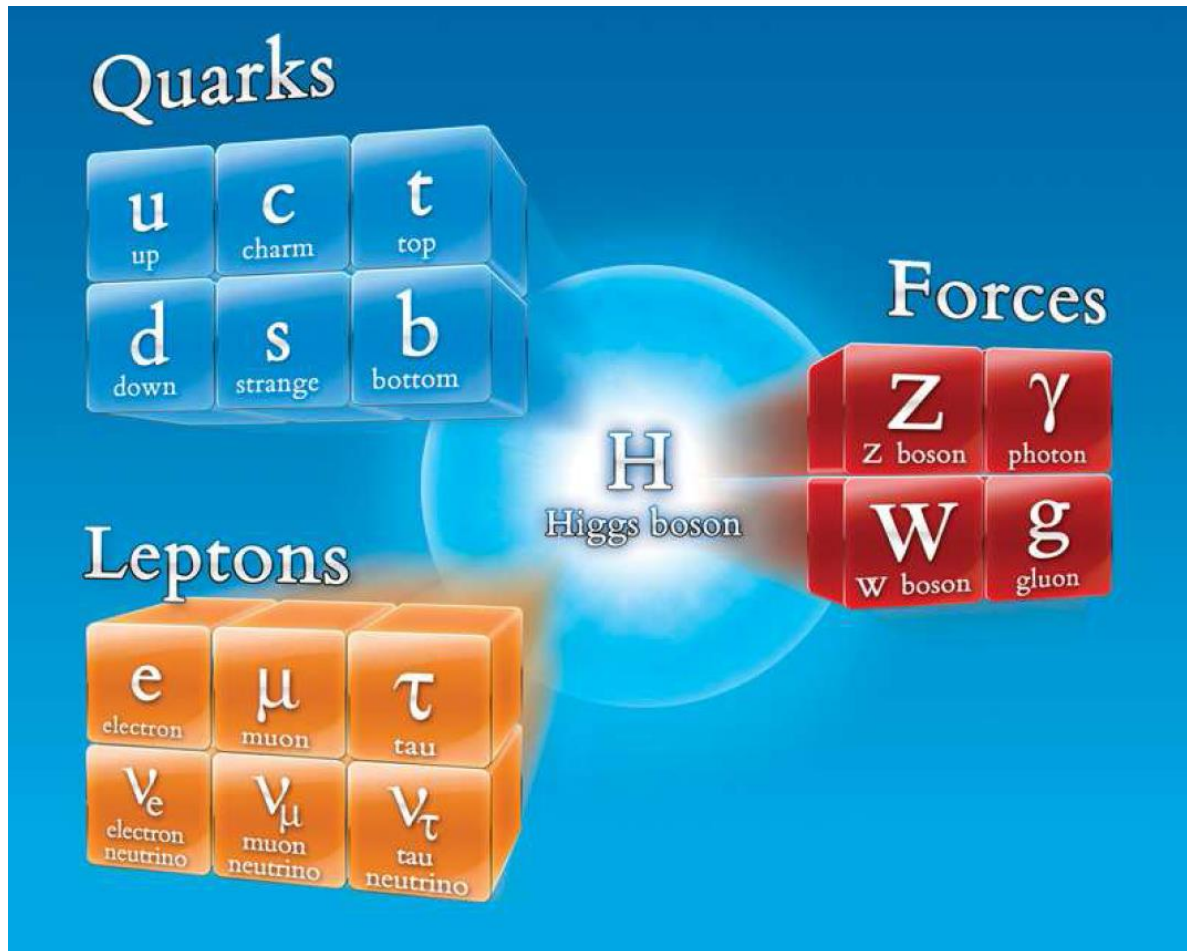 Quarks
u
up
c
charm
t
top
d
down
s
strange
b
bottom
Forces
Z
Z boson
γ
photon
W
W boson
g
gluon
H
Higgs boson
Leptons
e
electron
μ
muon
τ
tau
νe
electron
neutrino
νμ
muon
neutrino
ντ
tau
neutrino